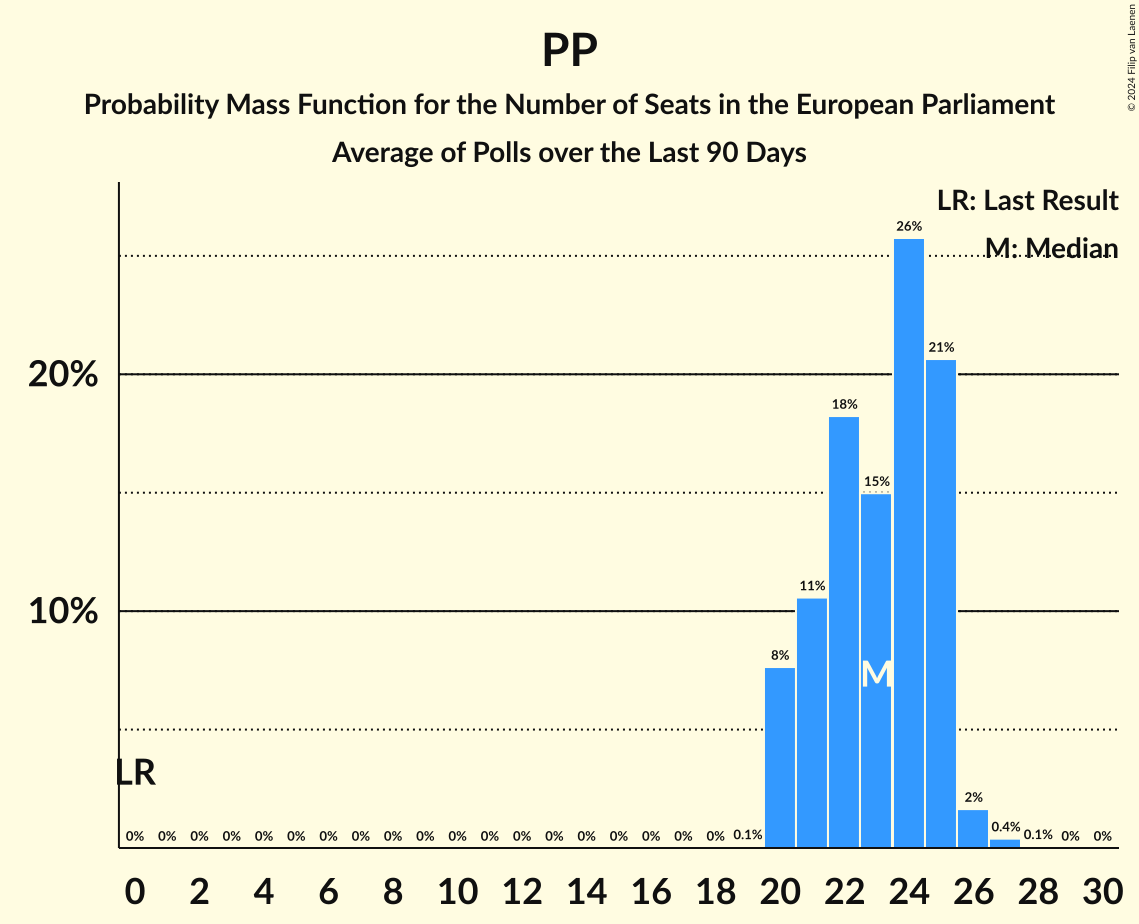 PP
Probability Mass Function for the Number of Seats in the European Parliament
Average of Polls over the Last 90 Days
© 2024 Filip van Laenen
LR: Last Result
M: Median
26%
21%
20%
18%
15%
11%
10%
8%
M
LR
0% 0% 0% 0% 0% 0% 0% 0% 0% 0% 0% 0% 0% 0% 0% 0% 0% 0% 0% 0.1% 2% 0.4% 0.1% 0% 0%
0 2 4 6 8 10 12 14 16 18 20 22 24 26 28 30